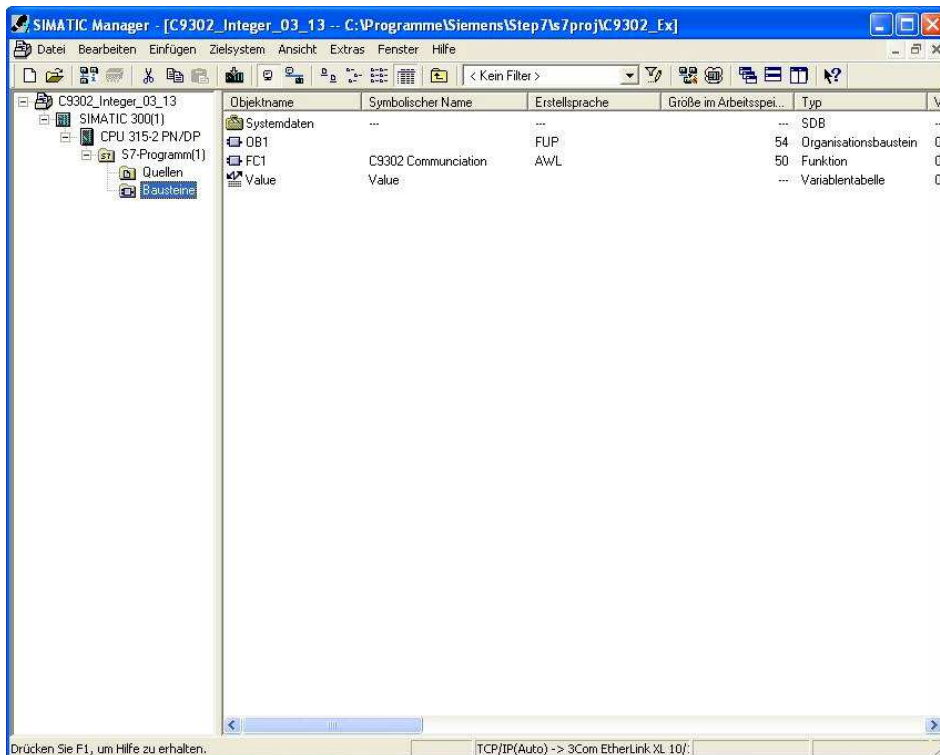 SIMATIC Manager - [C9302_Integer_03_13 -- C:\Programme\Siemens\Step7\s7proj\C9302_Ex]
Datei Bearbeiten Einfügen Zielsystem Ansicht Extras Fenster Hilfe
< Kein Filter >
C9302_Integer_03_13
SIMATIC 300(1)
CPU 315-2 PN/DP
S7-Programm(1)
Quellen
Bausteine
Objektname Symbolischer Name Erstellsprache Größe im Arbeitsspei... Typ V
Systemdaten --- --- --- SDB --
OB1 FUP 54 Organisationsbaustein 0
FC1 C9302 Communciation AWL 50 Funktion 0
Value Value --- Variablentabelle 0
Drücken Sie F1, um Hilfe zu erhalten. TCP/IP(Auto) -> 3Com EtherLink XL 10/: